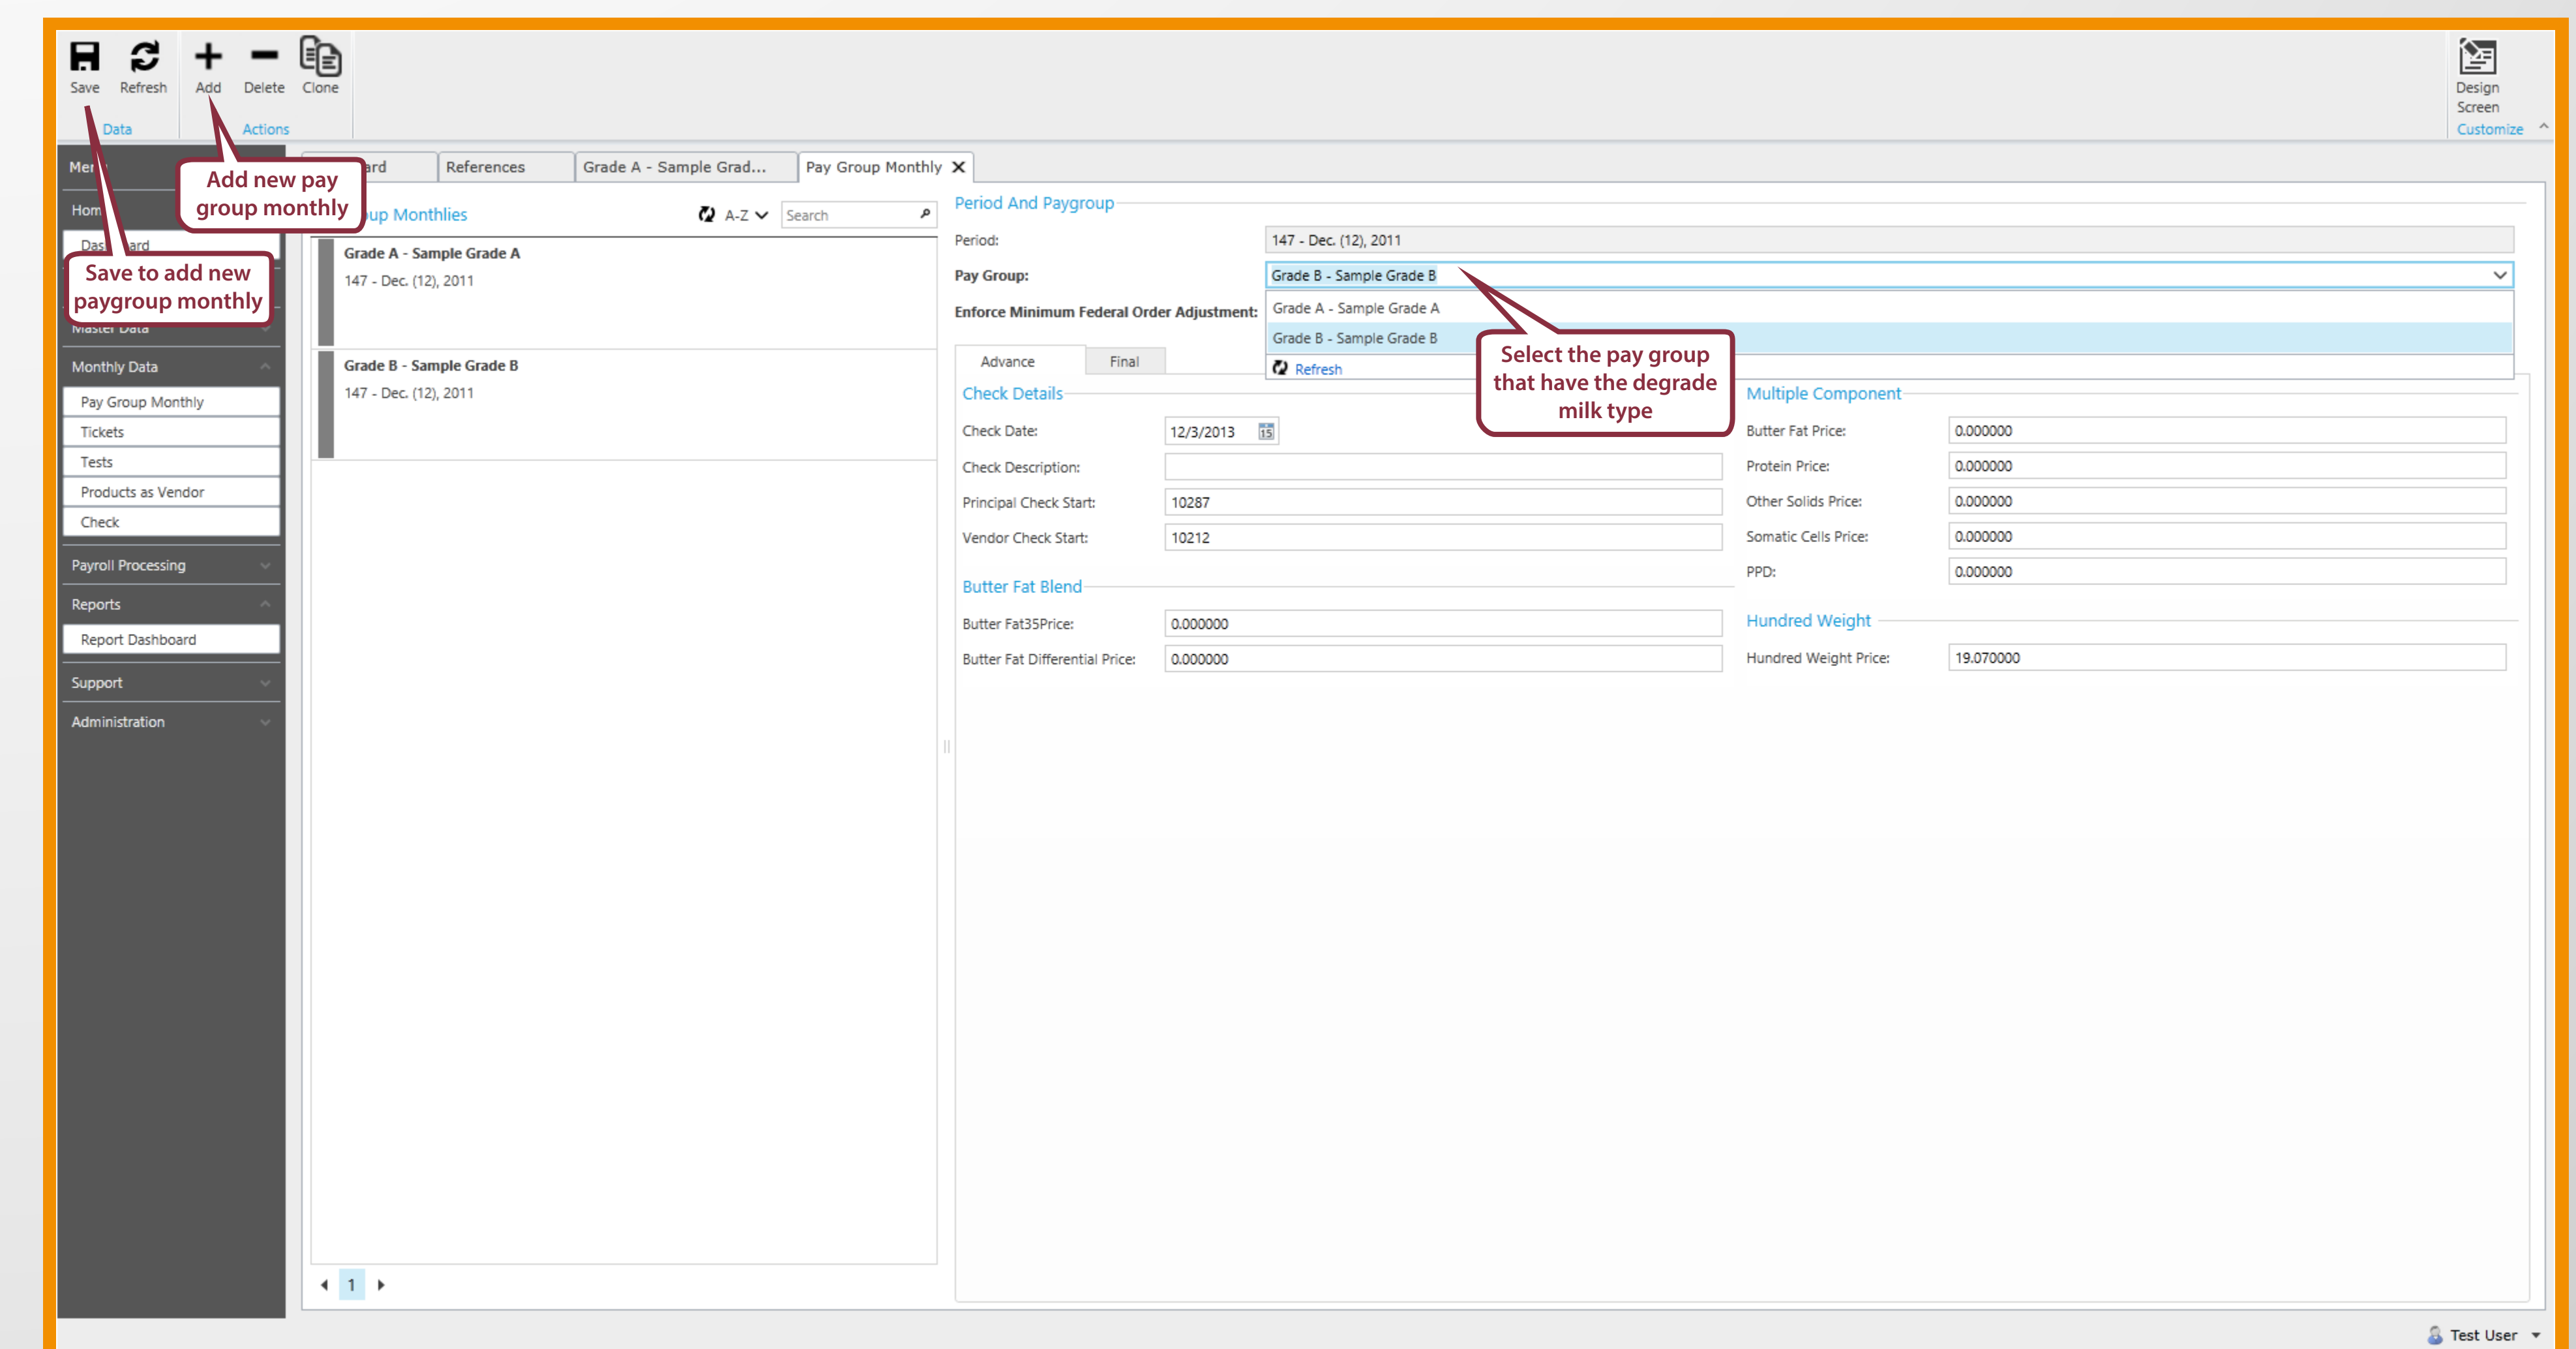 Save Refresh Add Delete Clone
Data Actions
Design
Screen
Customize
Add new pay
group monthly
Save to add new
paygroup monthly
Dashboard
Master Data
Monthly Data
Pay Group Monthly
Tickets
Tests
Products as Vendor
Check
Payroll Processing
Reports
Report Dashboard
Support
Administration
References Grade A - Sample Grad... Pay Group Monthly
Monthlies A-Z Search
Grade A - Sample Grade A
147 - Dec. (12), 2011
Grade B - Sample Grade B
147 - Dec. (12), 2011
1
Period And Paygroup
Period: 147 - Dec. (12), 2011
Pay Group: Grade B - Sample Grade B
Enforce Minimum Federal Order Adjustment:
Grade A - Sample Grade A
Grade B - Sample Grade B
Refresh
Select the pay group
that have the degrade
milk type
Advance Final
Check Details
Check Date: 12/3/2013 15
Check Description:
Principal Check Start: 10287
Vendor Check Start: 10212
Butter Fat Blend
Butter Fat35Price: 0.000000
Butter Fat Differential Price: 0.000000
Multiple Component
Butter Fat Price: 0.000000
Protein Price: 0.000000
Other Solids Price: 0.000000
Somatic Cells Price: 0.000000
PPD: 0.000000
Hundred Weight
Hundred Weight Price: 19.070000
Test User